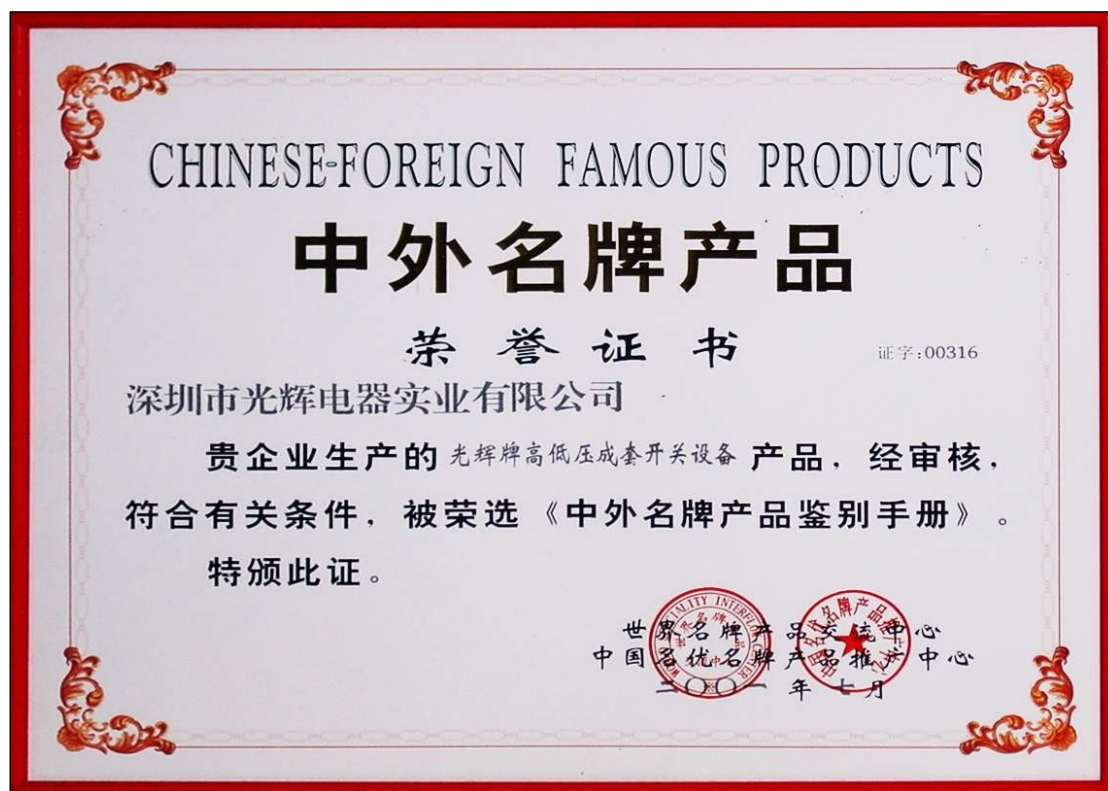 CHINESE-FOREIGN FAMOUS PRODUCTS
中外名牌产品
荣誉证书
证字:00316
深圳市光辉电器实业有限公司
贵企业生产的 光辉牌高低压成套开关设备 产品，经审核，
符合有关条件，被荣选《中外名牌产品鉴别手册》。
特颁此证。
世界名牌产品交流中心
中国名优名牌产品推广中心
二〇〇一年七月